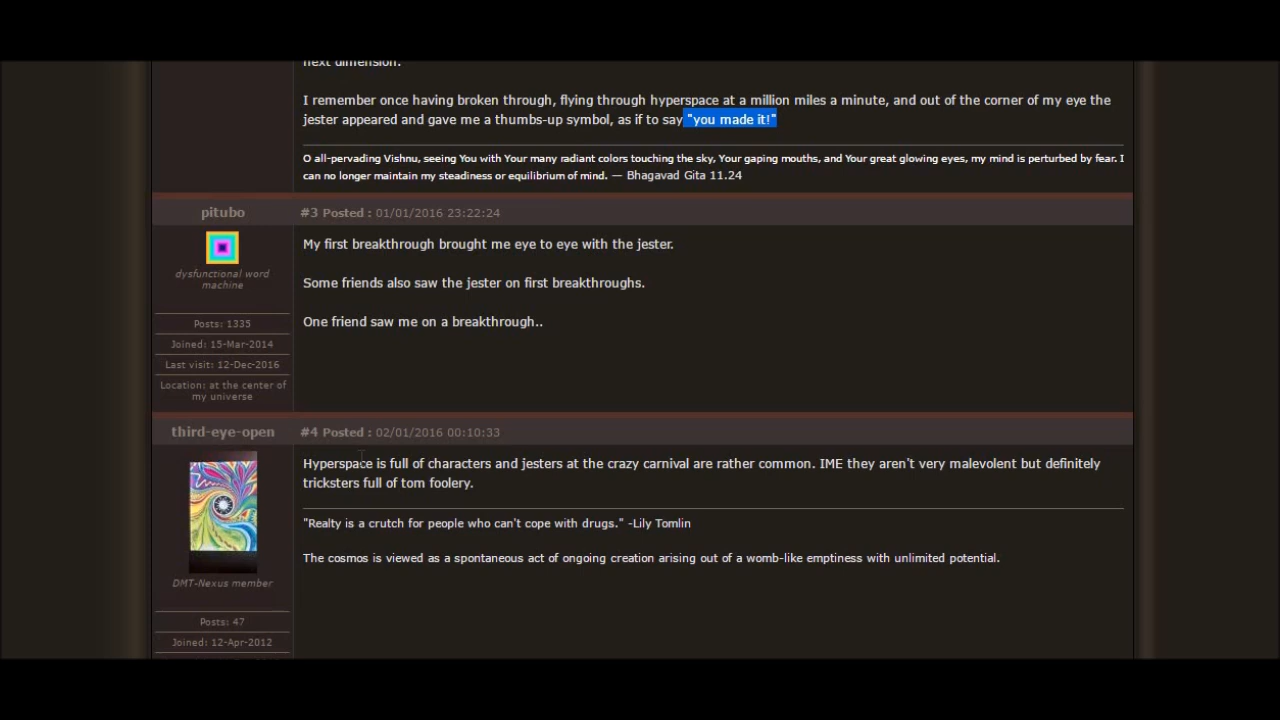 next dimension.
I remember once having broken through, flying through hyperspace at a million miles a minute, and out of the corner of my eye the
jester appeared and gave me a thumbs-up symbol, as if to say "you made it!"
O all-pervading Vishnu, seeing You with Your many radiant colors touching the sky, Your gaping mouths, and Your great glowing eyes, my mind is perturbed by fear. I
can no longer maintain my steadiness or equilibrium of mind. — Bhagavad Gita 11.24
pitubo
#3 Posted : 01/01/2016 23:22:24
dysfunctional word
machine
Posts: 1335
Joined: 15-Mar-2014
Last visit: 12-Dec-2016
Location: at the center of
my universe
My first breakthrough brought me eye to eye with the jester.
Some friends also saw the jester on first breakthroughs.
One friend saw me on a breakthrough..
third-eye-open
#4 Posted : 02/01/2016 00:10:33
DMT-Nexus member
Posts: 47
Joined: 12-Apr-2012
Hyperspace is full of characters and jesters at the crazy carnival are rather common. IME they aren't very malevolent but definitely
tricksters full of tom foolery.
"Realty is a crutch for people who can't cope with drugs." -Lily Tomlin
The cosmos is viewed as a spontaneous act of ongoing creation arising out of a womb-like emptiness with unlimited potential.